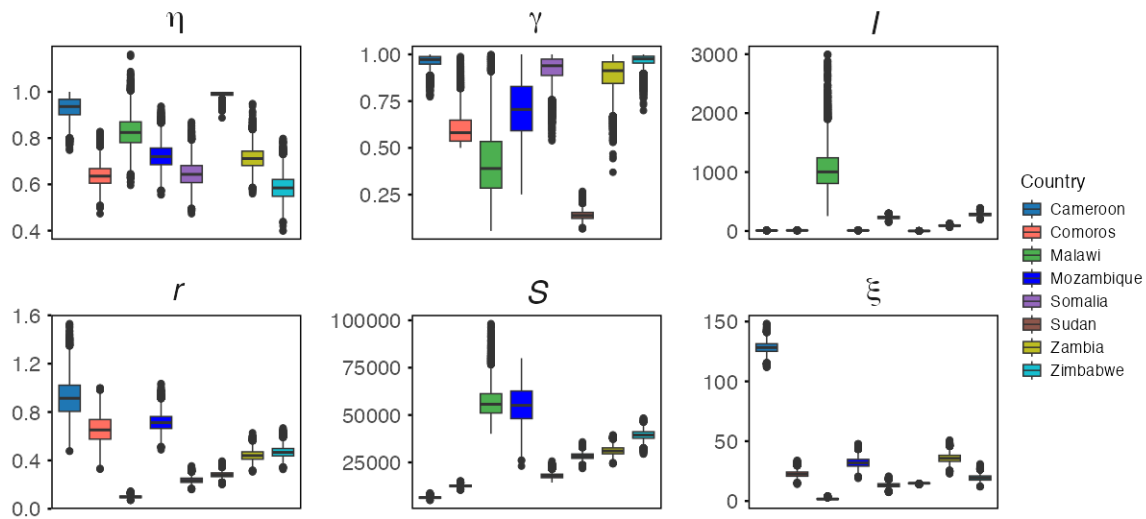 η γ I
1.0
0.8
0.6
0.4
1.00
0.75
0.50
0.25
3000
2000
1000
0
r S ξ
1.6
1.2
0.8
0.4
0.0
100000
75000
50000
25000
150
100
50
0
Country
Cameroon
Comoros
Malawi
Mozambique
Somalia
Sudan
Zambia
Zimbabwe